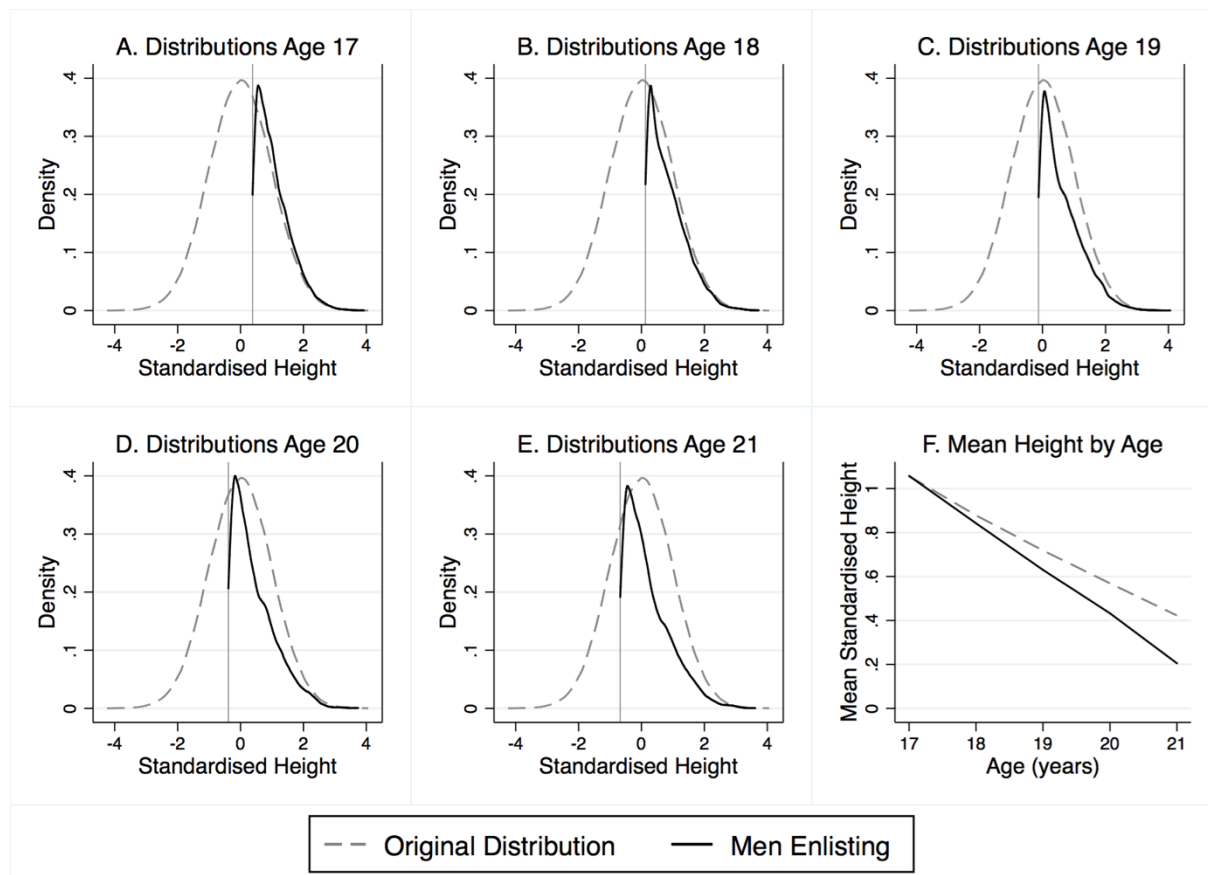 A. Distributions Age 17
Density
.4
.3
.2
.1
0
-4 -2 0 2 4
Standardised Height
B. Distributions Age 18
Density
.4
.3
.2
.1
0
-4 -2 0 2 4
Standardised Height
C. Distributions Age 19
Density
.4
.3
.2
.1
0
-4 -2 0 2 4
Standardised Height
D. Distributions Age 20
Density
.4
.3
.2
.1
0
-4 -2 0 2 4
Standardised Height
E. Distributions Age 21
Density
.4
.3
.2
.1
0
-4 -2 0 2 4
Standardised Height
F. Mean Height by Age
Mean Standardised Height
1
.8
.6
.4
.2
0
17 18 19 20 21
Age (years)
Original Distribution Men Enlisting